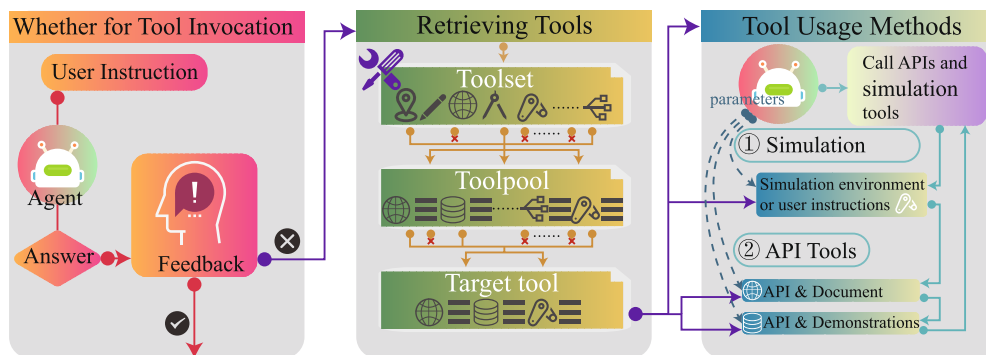 Whether for Tool Invocation
User Instruction
Agent
Answer
!
...
Feedback
Retrieving Tools
Toolset
Toolpool
Target tool
Tool Usage Methods
parameters
Call APIs and
simulation
tools
① Simulation
Simulation environment
or user instructions
② API Tools
API & Document
API & Demonstrations